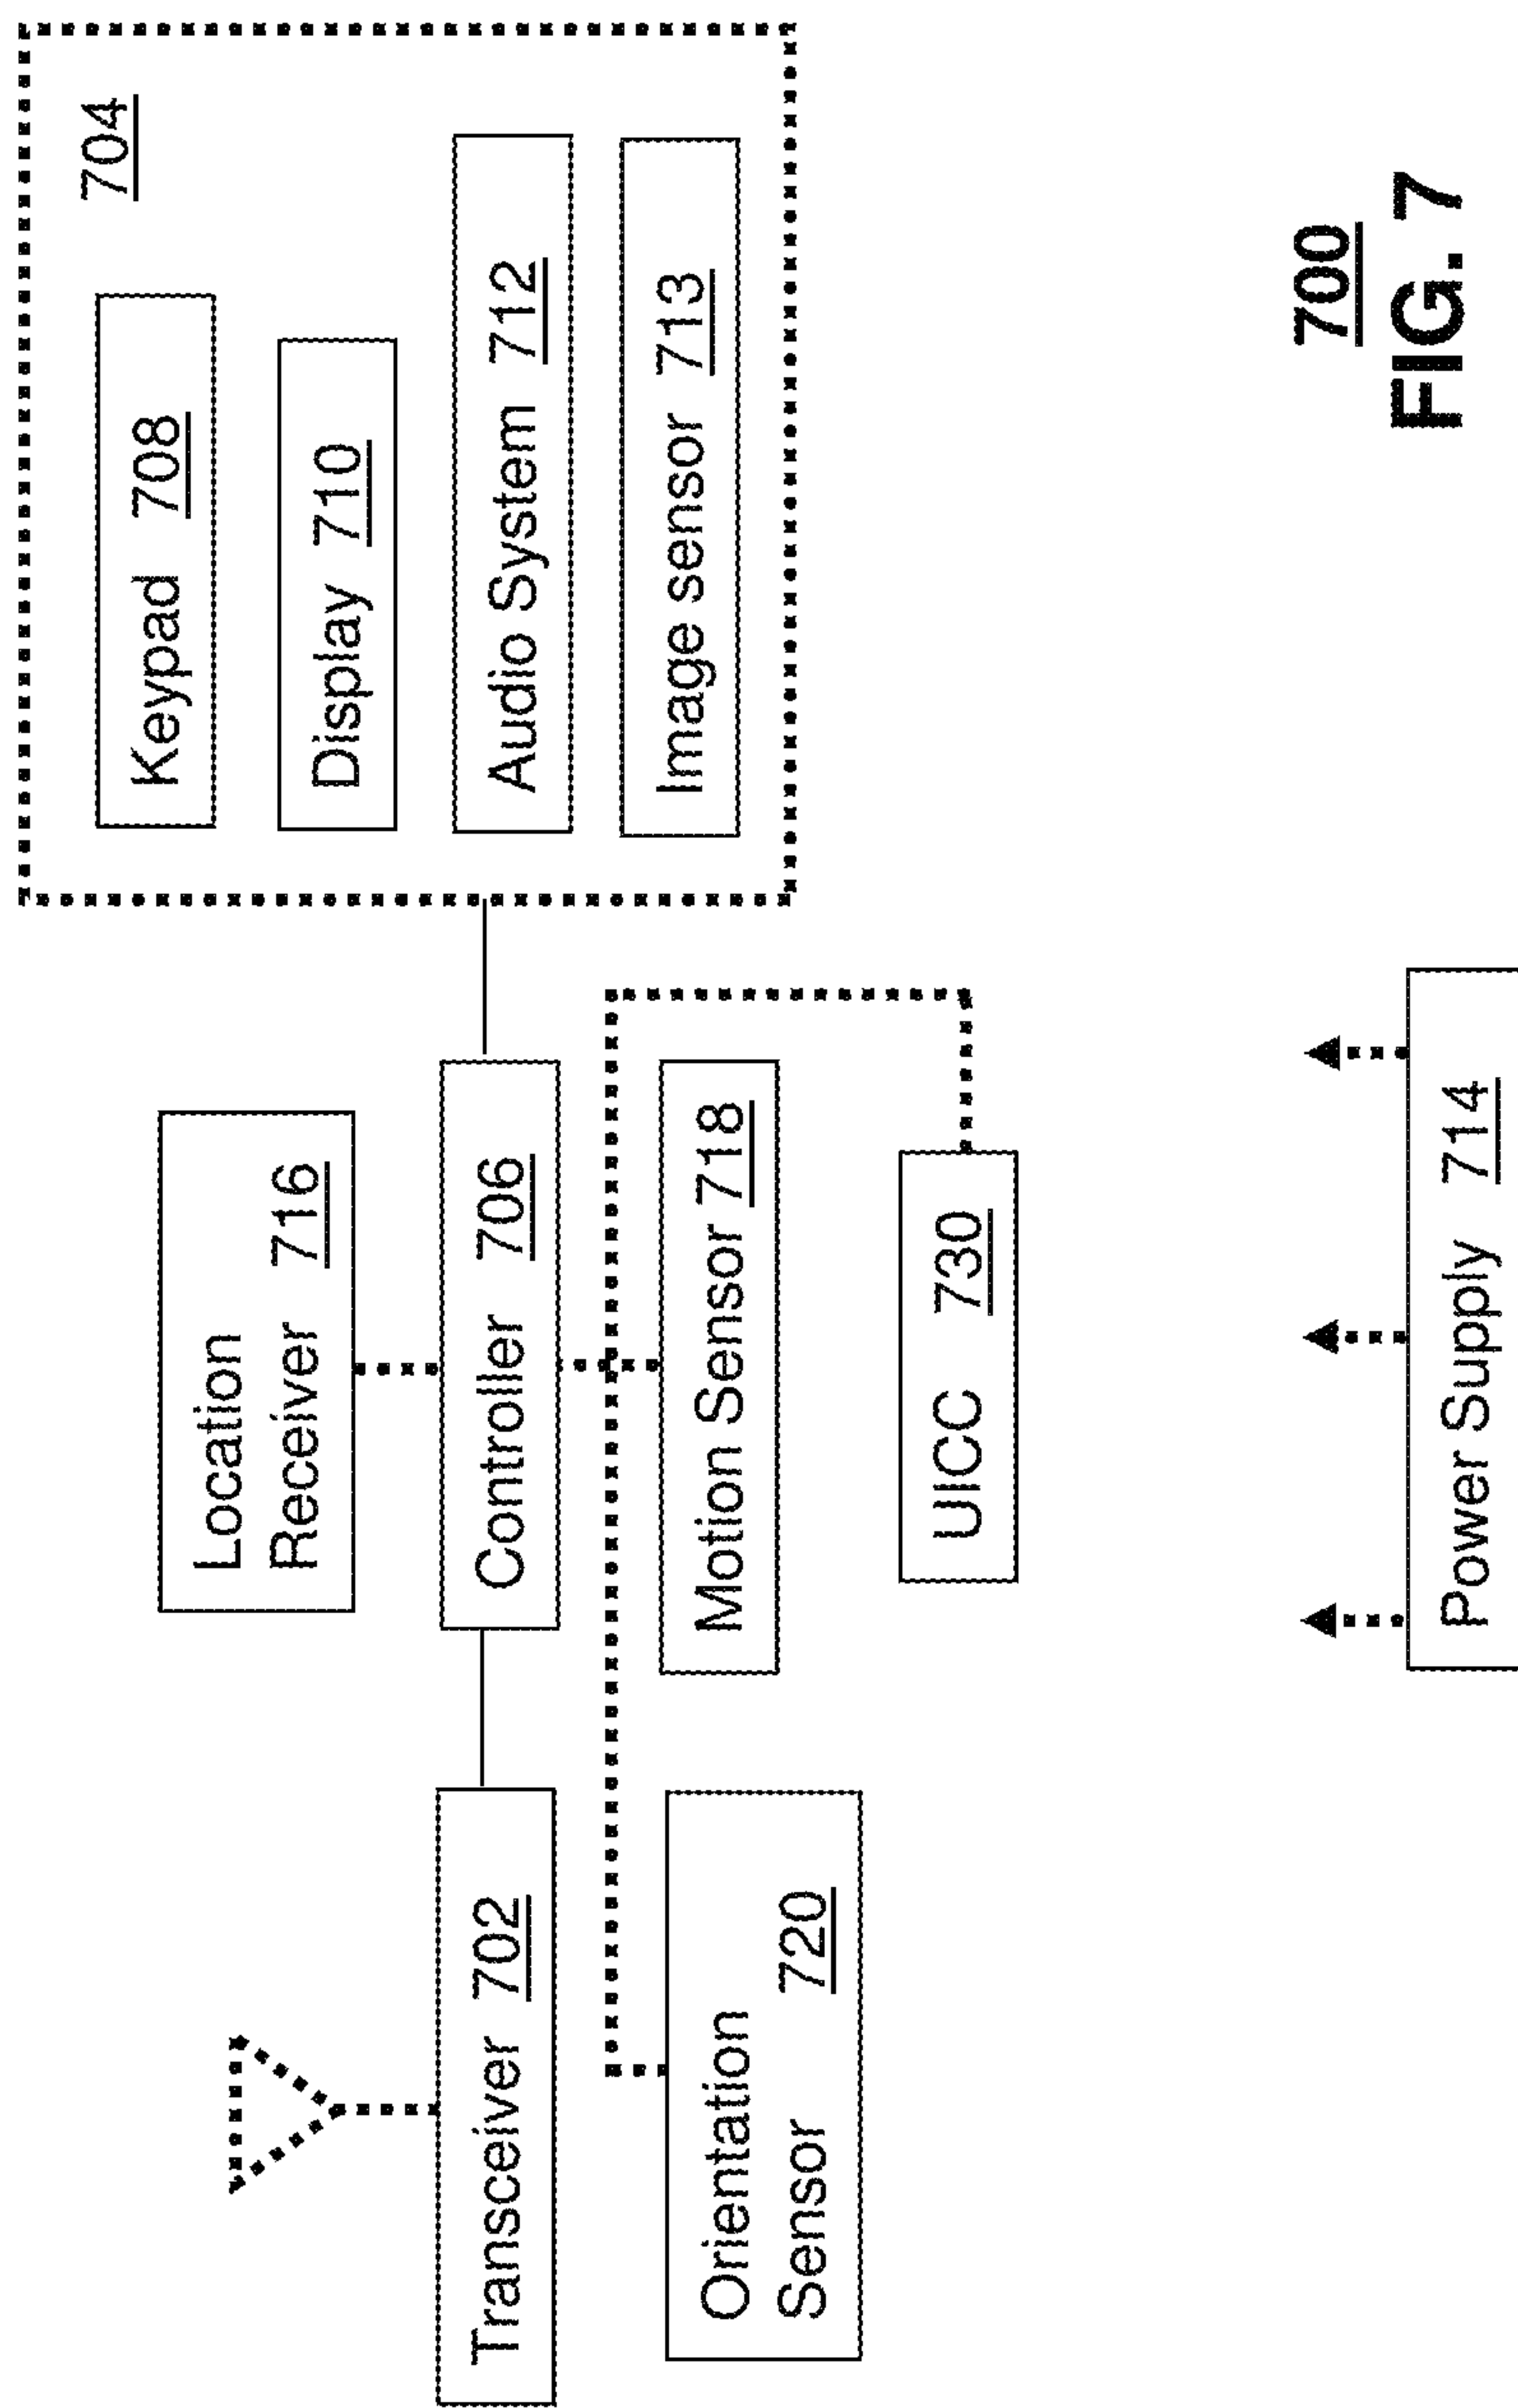 704
Keypad 708
Display 710
Audio System 712
Image sensor 713
Location
Receiver 716
Controller 706
Transceiver 702
Motion Sensor 718
Orientation
Sensor 720
UICC 730
Power Supply 714
700
FIG. 7